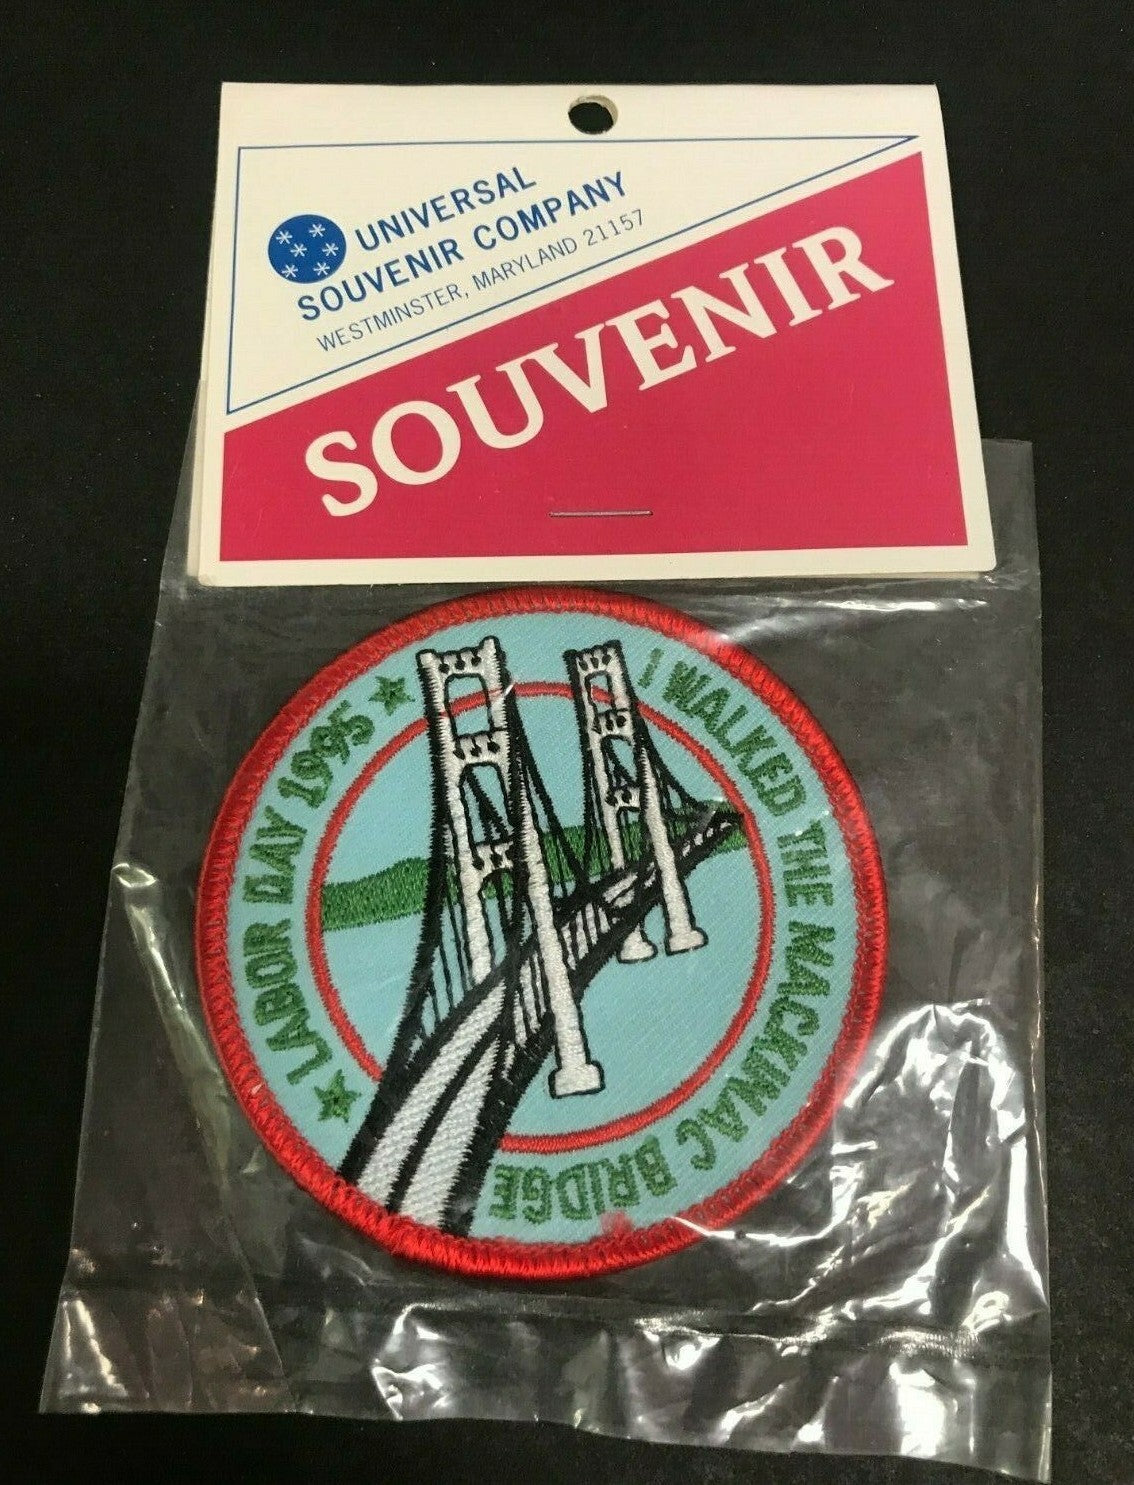 UNIVERSAL
SOUVENIR COMPANY
WESTMINSTER, MARYLAND 21157
SOUVENIR
LABOR DAY 1995
I WALKED THE MACKINAC BRIDGE